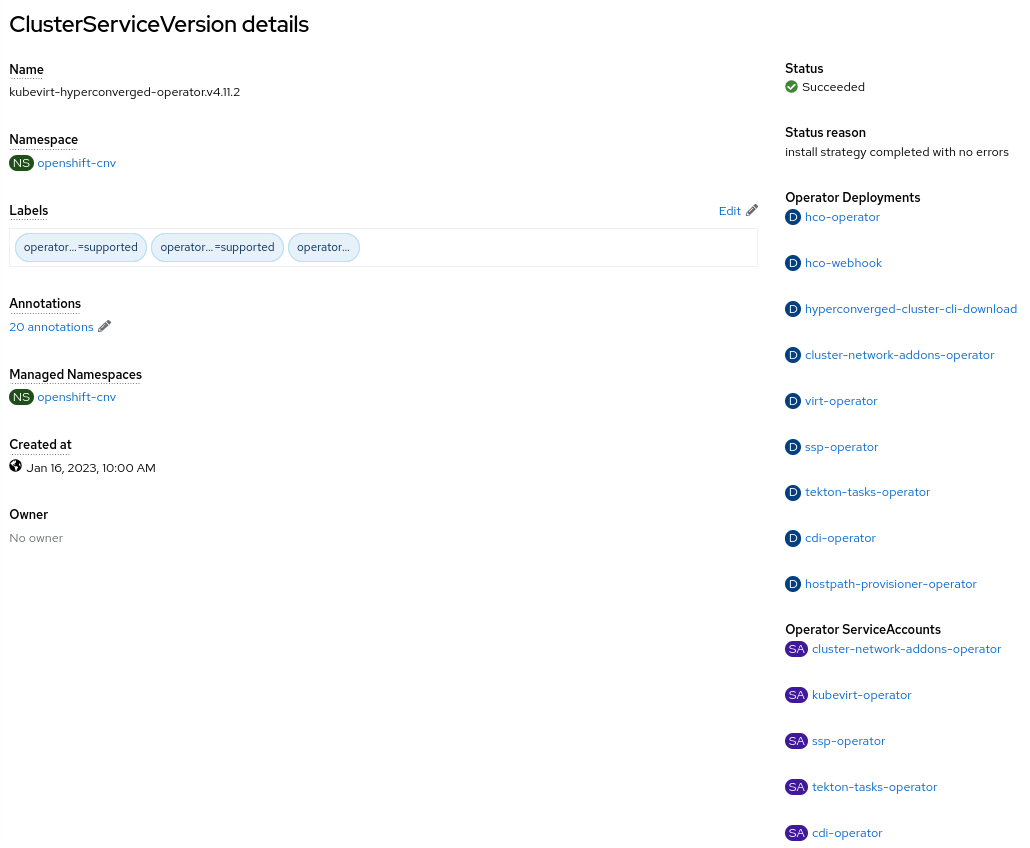 ClusterServiceVersion details
Name
kubevirt-hyperconverged-operator.v4.11.2
Namespace
NS openshift-cnv
Labels
Edit
operator...=supported operator...=supported operator...
Annotations
20 annotations
Managed Namespaces
NS openshift-cnv
Created at
Jan 16, 2023, 10:00 AM
Owner
No owner
Status
Succeeded
Status reason
install strategy completed with no errors
Operator Deployments
D hco-operator
D hco-webhook
D hyperconverged-cluster-cli-download
D cluster-network-addons-operator
D virt-operator
D ssp-operator
D tekton-tasks-operator
D cdi-operator
D hostpath-provisioner-operator
Operator ServiceAccounts
SA cluster-network-addons-operator
SA kubevirt-operator
SA ssp-operator
SA tekton-tasks-operator
SA cdi-operator